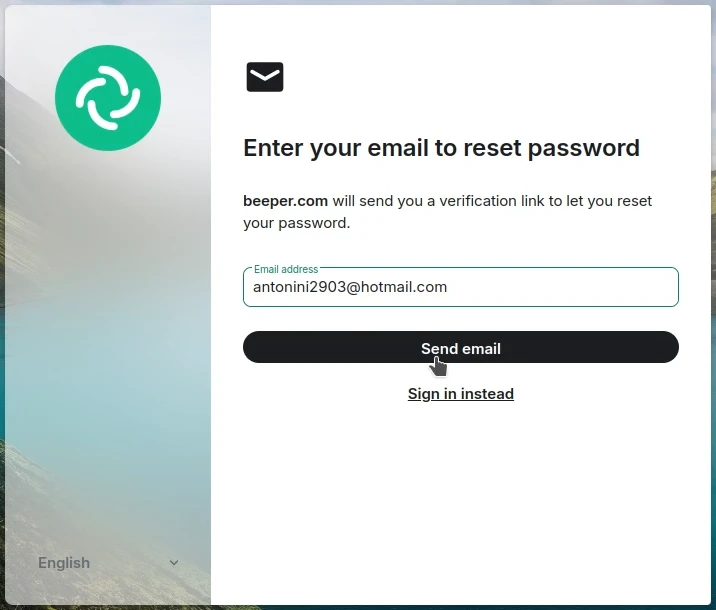 Enter your email to reset password
beeper.com will send you a verification link to let you reset
your password.
Email address
antonini2903@hotmail.com
Send email
Sign in instead
English